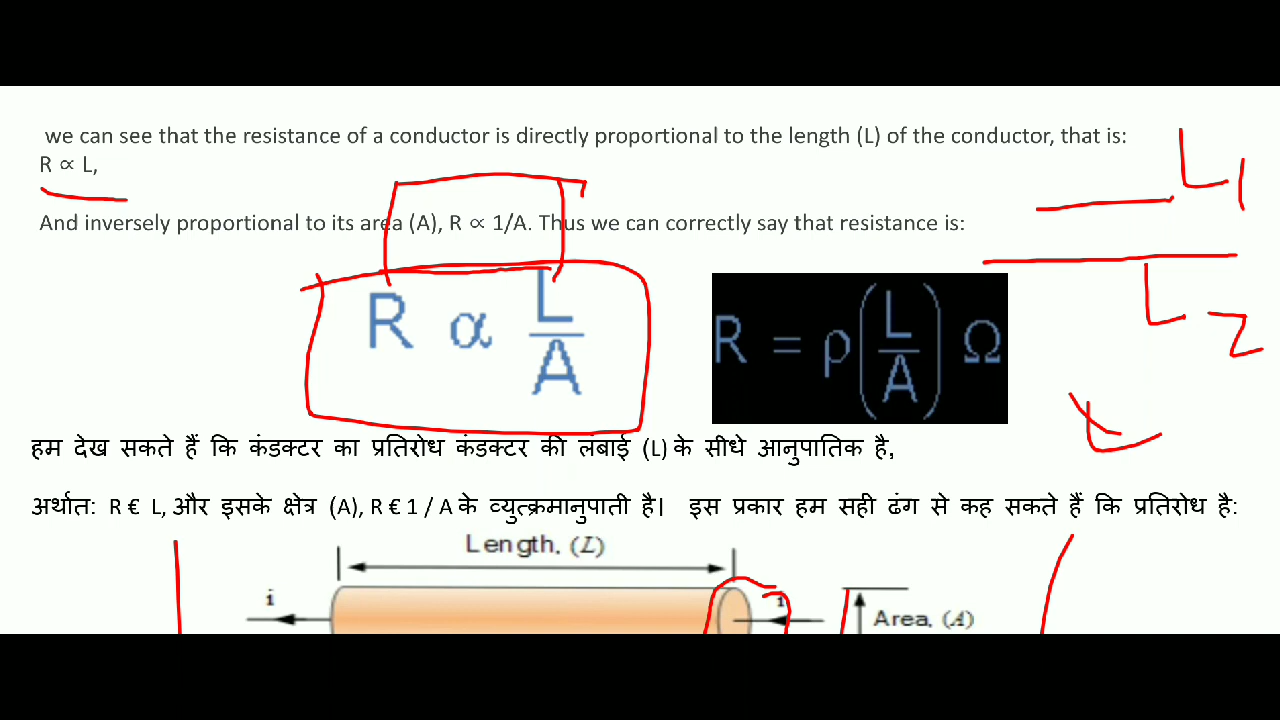 we can see that the resistance of a conductor is directly proportional to the length (L) of the conductor, that is:
R ∝ L,
And inversely proportional to its area (A), R ∝ 1/A. Thus we can correctly say that resistance is:
L1
R α L/A
R = ρ(L/A) Ω
L2
हम देख सकते हैं कि कंडक्टर का प्रतिरोध कंडक्टर की लंबाई (L) के सीधे आनुपातिक है,
अर्थात: R € L, और इसके क्षेत्र (A), R € 1 / A के व्युत्क्रमानुपाती है। इस प्रकार हम सही ढंग से कह सकते हैं कि प्रतिरोध है:
Length, (L)
i
i
Area, (A)